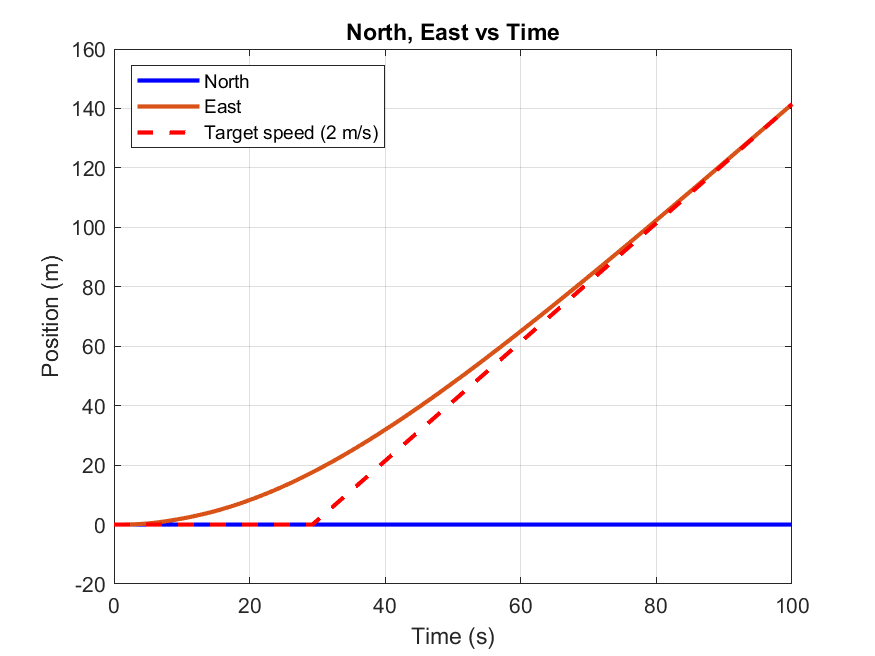 North, East vs Time
160
140
120
100
80
60
40
20
0
-20
North
East
Target speed (2 m/s)
Position (m)
0 20 40 60 80 100
Time (s)